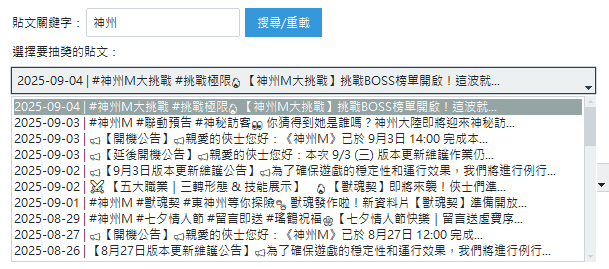 貼文關鍵字： 神州 搜尋/重載
選擇要抽獎的貼文：
2025-09-04 | #神州M大挑戰 #挑戰極限🔥【神州M大挑戰】挑戰BOSS榜單開啟！這波就...
2025-09-04 | #神州M大挑戰 #挑戰極限🔥【神州M大挑戰】挑戰BOSS榜單開啟！這波就...
2025-09-03 | #神州M #聯動預告 #神秘訪客👀 你猜得到她是誰嗎？神州大陸即將迎來神秘訪...
2025-09-03 | 📢【開機公告】📢親愛的俠士您好：《神州M》已於 9月3日 14:00 完成本...
2025-09-03 | 📢【延後開機公告】📢親愛的俠士您好：本次 9/3 (三) 版本更新維護作業仍...
2025-09-02 | 📢【9月3日版本更新維護公告】📢為了確保遊戲的穩定性和運行效果，我們將進行例行...
2025-09-02 | ⚔️【五大職業｜三轉形態 & 技能展示】 🔥【獸魂契】即將來襲！俠士們準...
2025-09-01 | #神州M #獸魂契 #東神州等你探險🐾 獸魂發作啦！新資料片【獸魂契】準備開放...
2025-08-29 | #神州M #七夕情人節 #留言即送 #瑤鶴祝福🌸【七夕情人節快樂｜留言送虛寶序...
2025-08-27 | 📢【開機公告】📢親愛的俠士您好：《神州M》已於 8月27日 12:00 完成...
2025-08-26 | 【8月27日版本更新維護公告】📢為了確保遊戲的穩定性和運行效果，我們將進行例行...